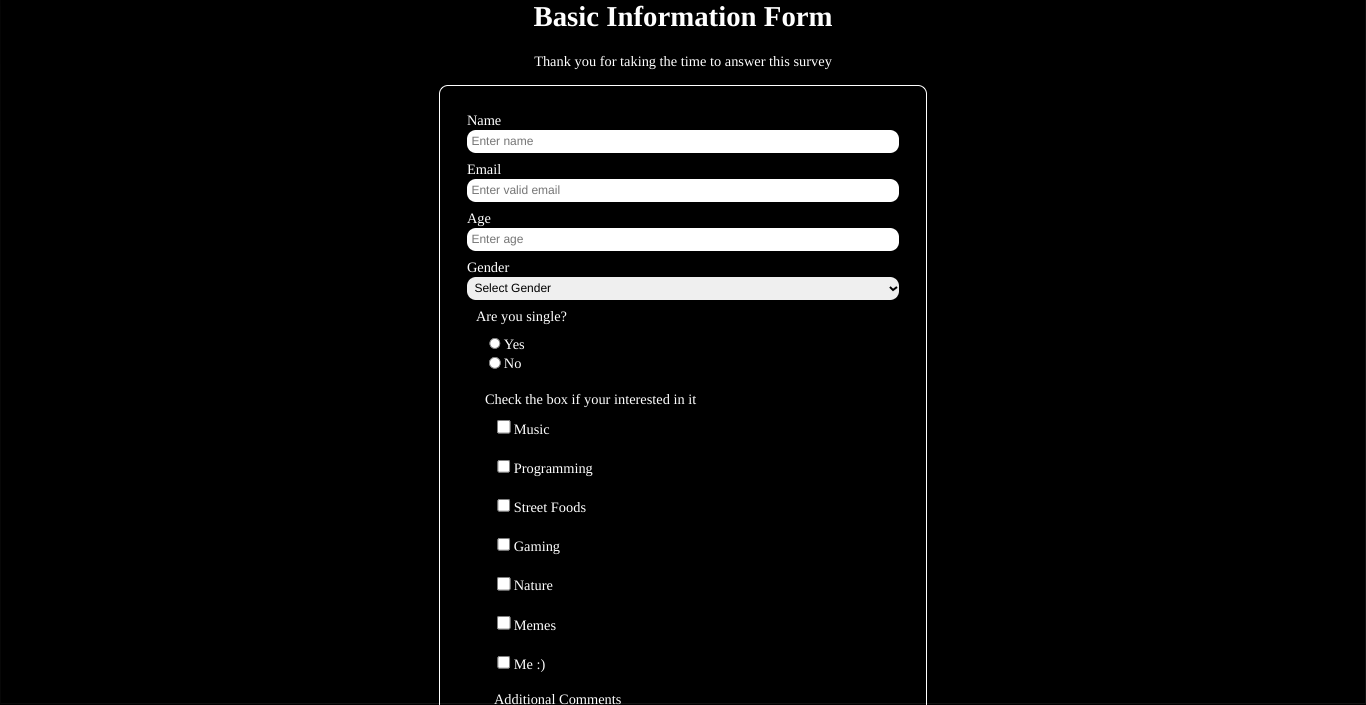 Basic Information Form
Thank you for taking the time to answer this survey
Name
Enter name
Email
Enter valid email
Age
Enter age
Gender
Select Gender
Are you single?
Yes
No
Check the box if your interested in it
Music
Programming
Street Foods
Gaming
Nature
Memes
Me :)
Additional Comments